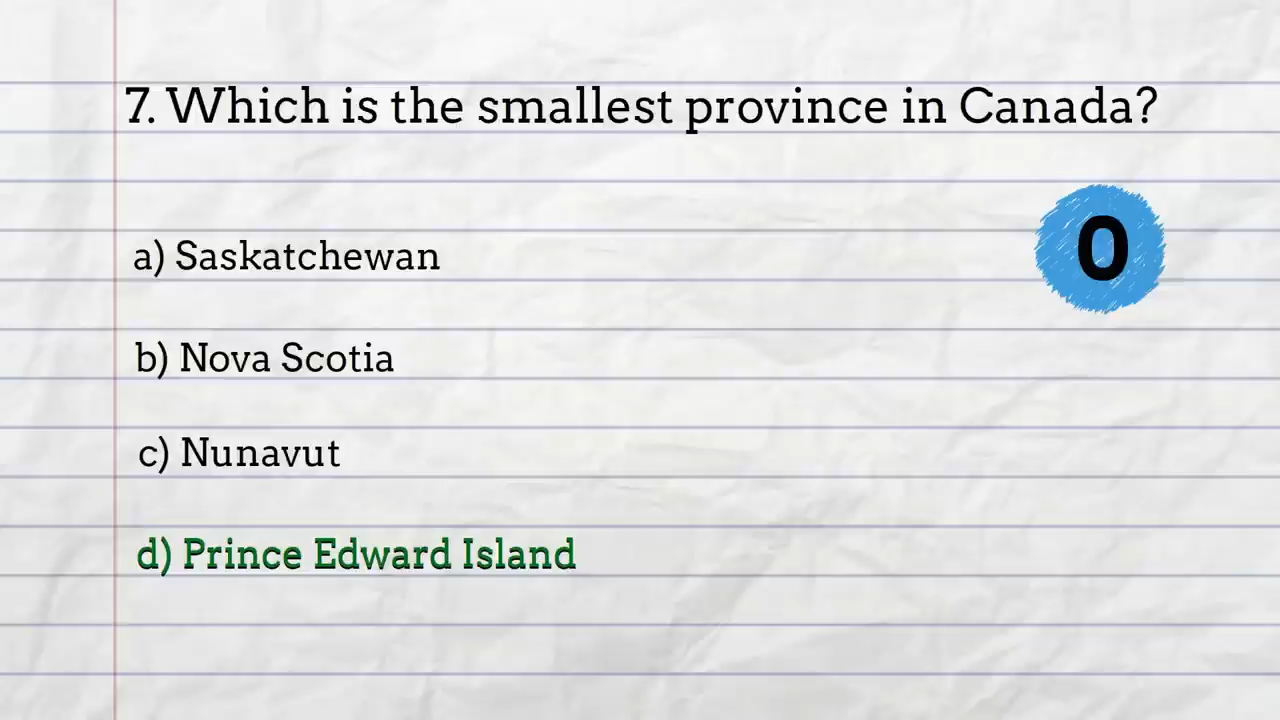 7. Which is the smallest province in Canada?
0
a) Saskatchewan
b) Nova Scotia
c) Nunavut
d) Prince Edward Island